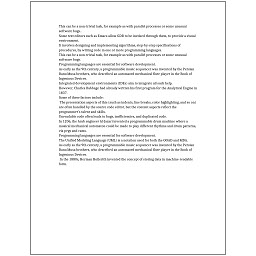 This can be a non-trivial task, for example as with parallel processes or some unusual
software bugs.
Some text editors such as Emacs allow GDB to be invoked through them, to provide a visual
environment.
It involves designing and implementing algorithms, step-by-step specifications of
procedures, by writing code in one or more programming languages.
This can be a non-trivial task, for example as with parallel processes or some unusual
software bugs.
Programming languages are essential for software development.
As early as the 9th century, a programmable music sequencer was invented by the Persian
Banu Musa brothers, who described an automated mechanical flute player in the Book of
Ingenious Devices.
Integrated development environments (IDEs) aim to integrate all such help.
However, Charles Babbage had already written his first program for the Analytical Engine in
1837.
Some of these factors include:
The presentation aspects of this (such as indents, line breaks, color highlighting, and so on)
are often handled by the source code editor, but the content aspects reflect the
programmer's talent and skills.
Unreadable code often leads to bugs, inefficiencies, and duplicated code.
In 1206, the Arab engineer Al-Jazari invented a programmable drum machine where a
musical mechanical automaton could be made to play different rhythms and drum patterns,
via pegs and cams.
Programming languages are essential for software development.
The Unified Modeling Language (UML) is a notation used for both the OOAD and MDA.
As early as the 9th century, a programmable music sequencer was invented by the Persian
Banu Musa brothers, who described an automated mechanical flute player in the Book of
Ingenious Devices.
In the 1880s, Herman Hollerith invented the concept of storing data in machine-readable
form.